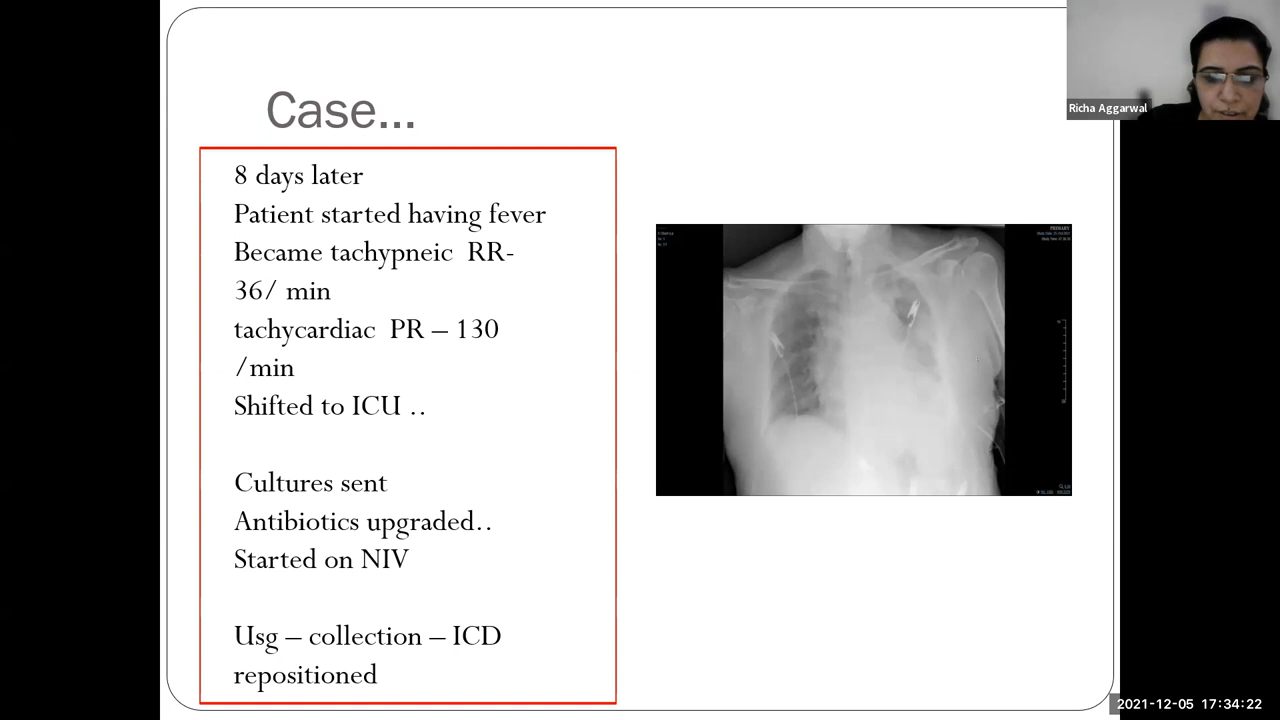 Case...
8 days later
Patient started having fever
Became tachypneic RR-
36/ min
tachycardiac PR – 130
/min
Shifted to ICU ..
Cultures sent
Antibiotics upgraded..
Started on NIV
Usg – collection – ICD
repositioned
PRIMARY
Richa Aggarwal
2021-12-05 17:34:22